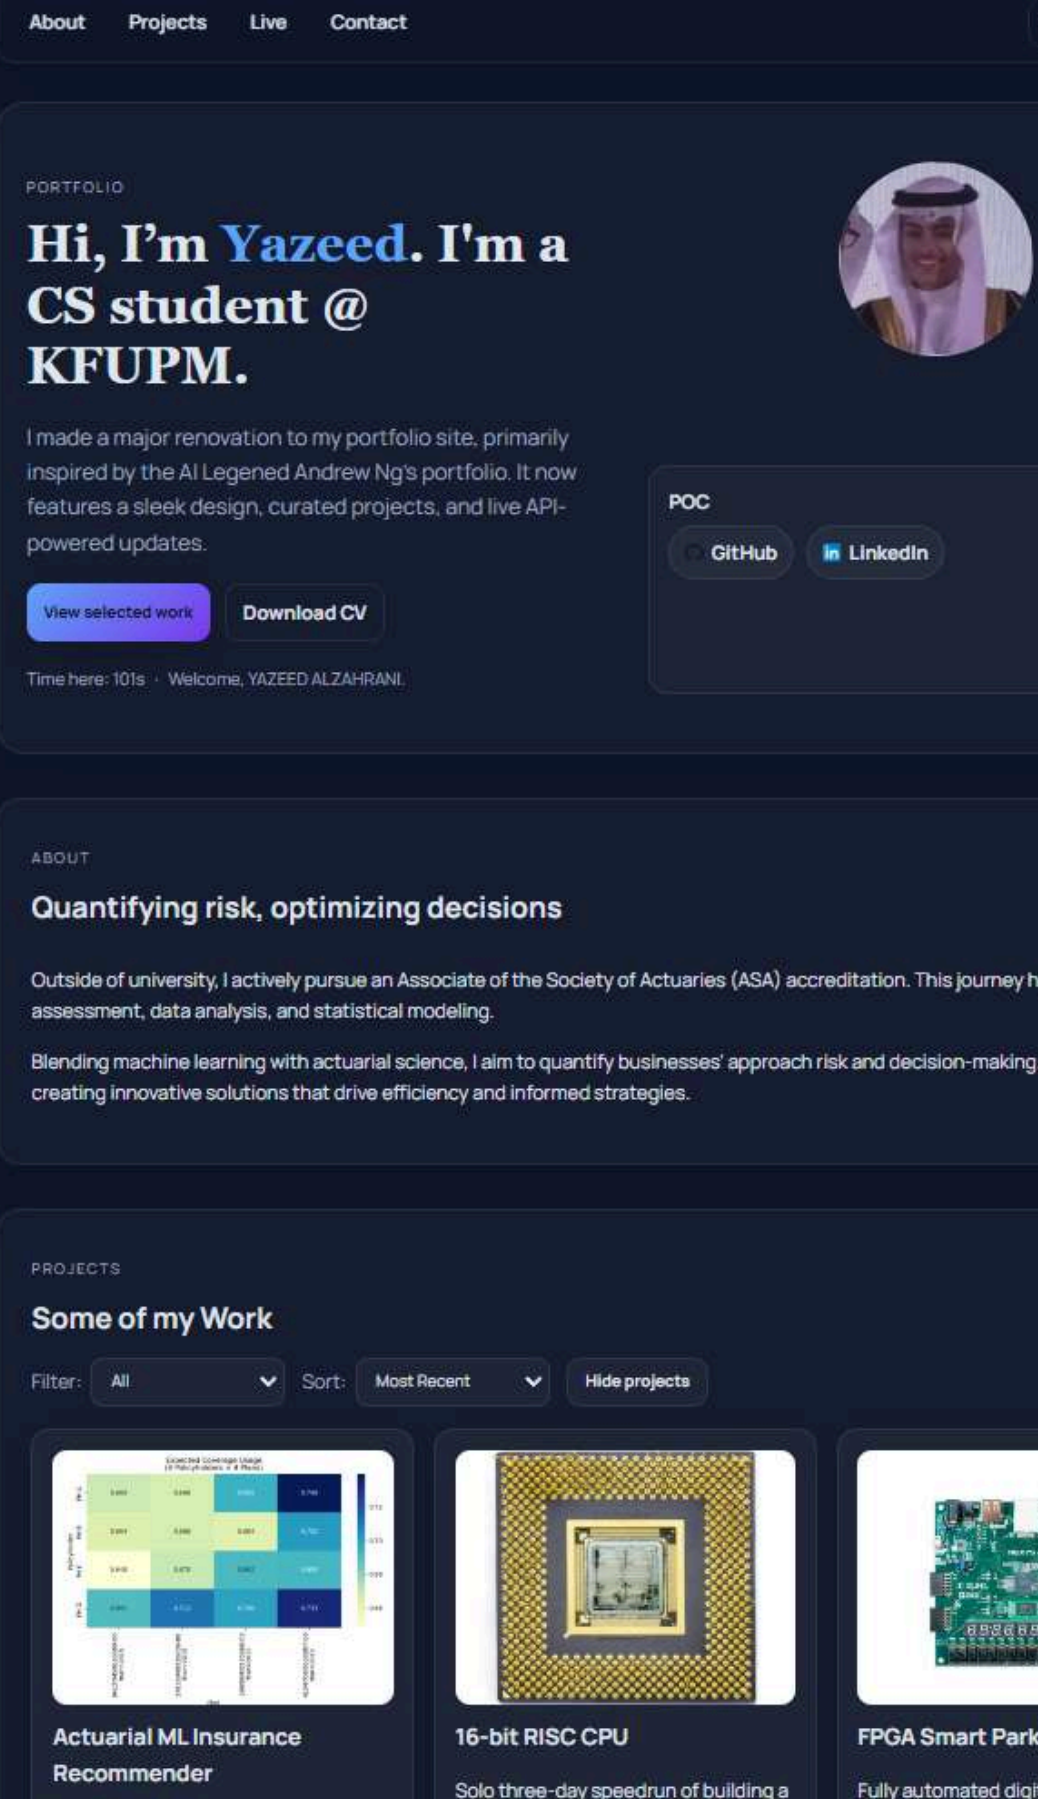 About Projects Live Contact
PORTFOLIO
Hi, I’m Yazeed. I'm a
CS student @
KFUPM.
I made a major renovation to my portfolio site, primarily
inspired by the AI Legened Andrew Ng's portfolio. It now
features a sleek design, curated projects, and live API-
powered updates.
View selected work Download CV
Time here: 101s · Welcome, YAZEED ALZAHRANI.
POC
GitHub LinkedIn
ABOUT
Quantifying risk, optimizing decisions
Outside of university, I actively pursue an Associate of the Society of Actuaries (ASA) accreditation. This journey h
assessment, data analysis, and statistical modeling.
Blending machine learning with actuarial science, I aim to quantify businesses' approach risk and decision-making,
creating innovative solutions that drive efficiency and informed strategies.
PROJECTS
Some of my Work
Filter: All Sort: Most Recent Hide projects
Expected Coverage Usage
Actuarial ML Insurance
Recommender
16-bit RISC CPU
Solo three-day speedrun of building a
FPGA Smart Park
Fully automated digit